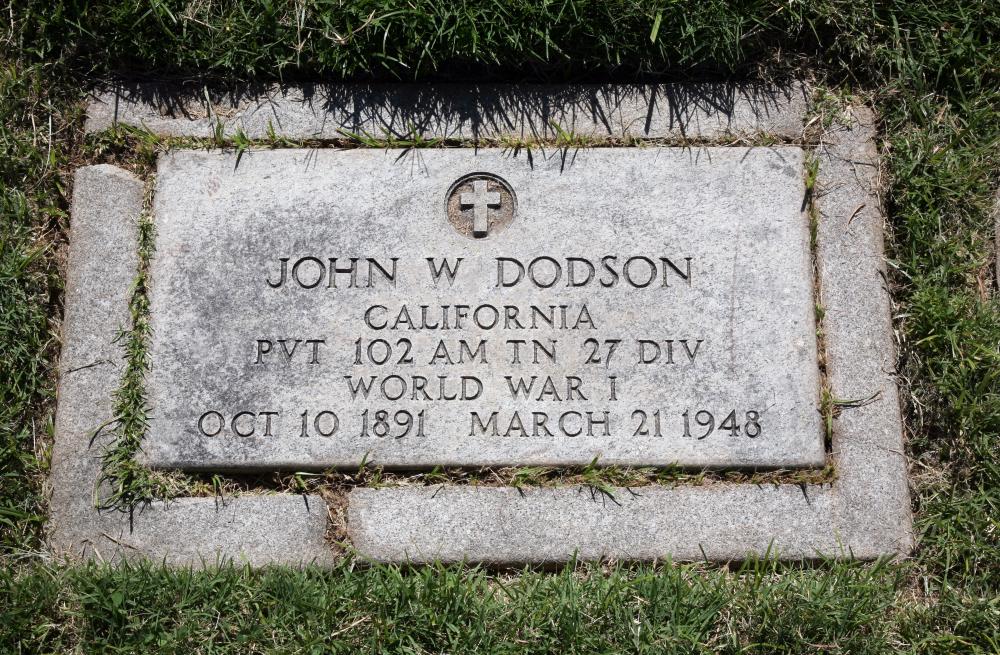 JOHN W DODSON
CALIFORNIA
PVT 102 AM TN 27 DIV
WORLD WAR I
OCT 10 1891 MARCH 21 1948